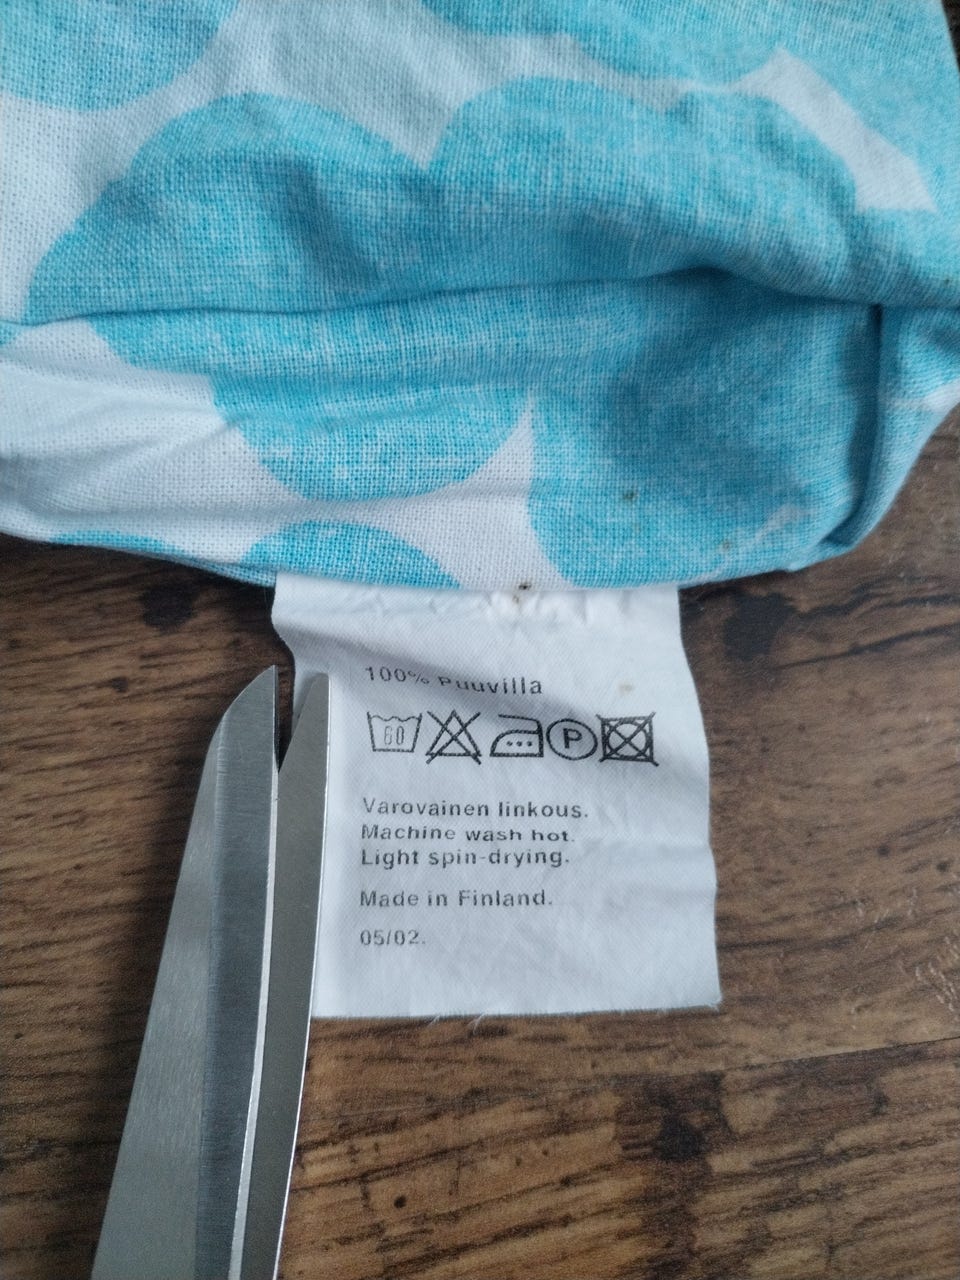 100% Puuvilla
60 P
Varovainen linkous.
Machine wash hot.
Light spin-drying.
Made in Finland.
05/02.